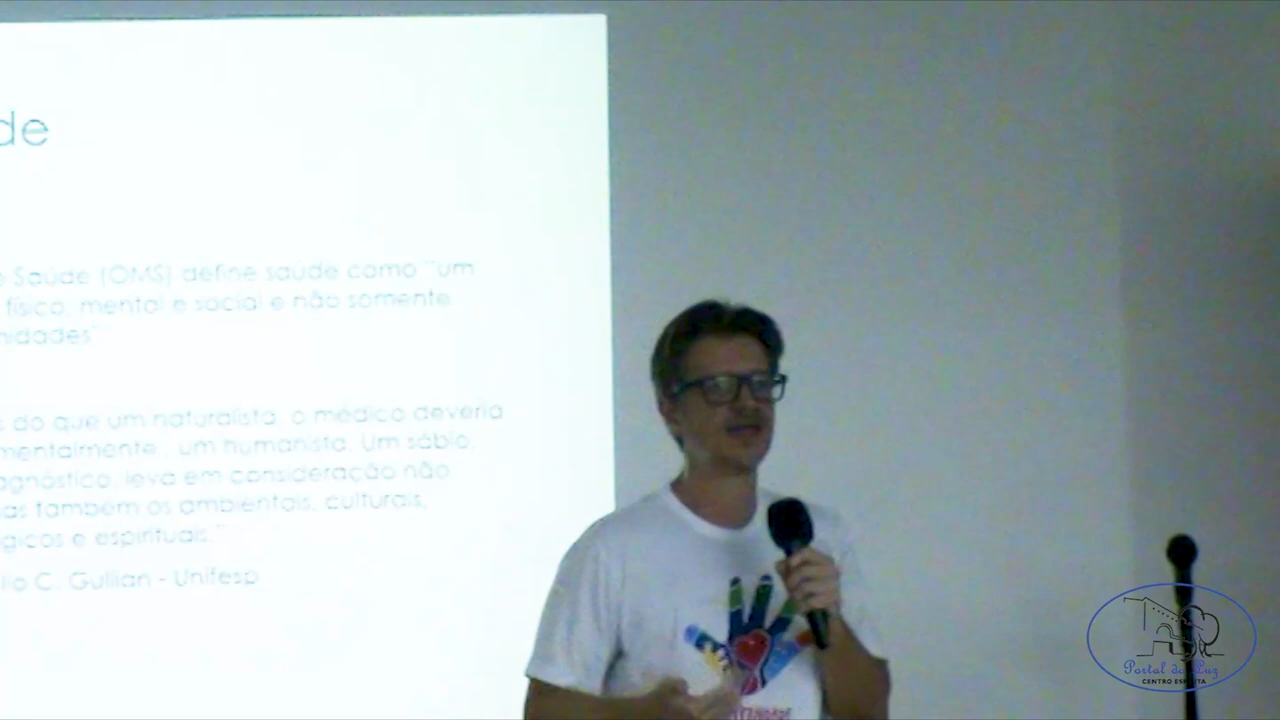 de
Saúde (OMS) define saúde como "um
físico, mental e social e não somente
nidades"
s do que um naturalista, o médico deveria
mentalmente, um humanista. Um sábio,
agnóstico, leva em consideração não
as também os ambientais, culturais,
gicos e espirituais."
lio C. Gullian - Unifesp
Portal da Luz
CENTRO ESPÍRITA